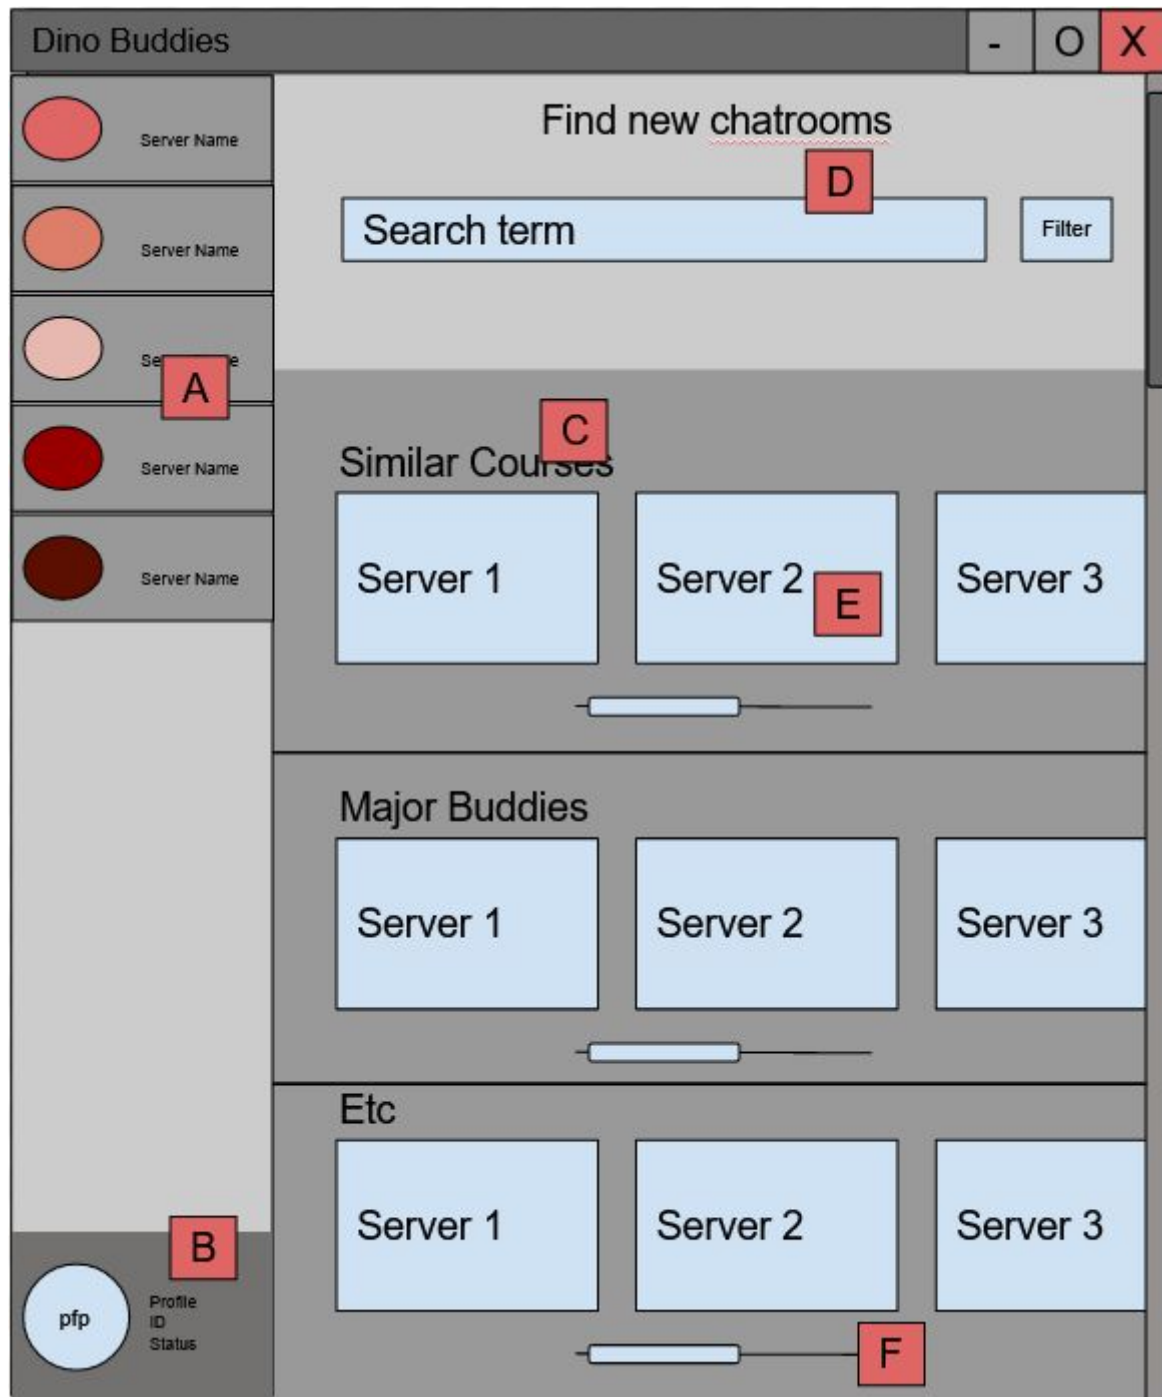 Dino Buddies
-
O
X
Server Name
Server Name
A
Server Name
Server Name
B
pfp
Profile
ID
Status
Find new chatrooms
D
Search term
Filter
C
Similar Courses
Server 1
Server 2
E
Server 3
Major Buddies
Server 1
Server 2
Server 3
Etc
Server 1
Server 2
Server 3
F